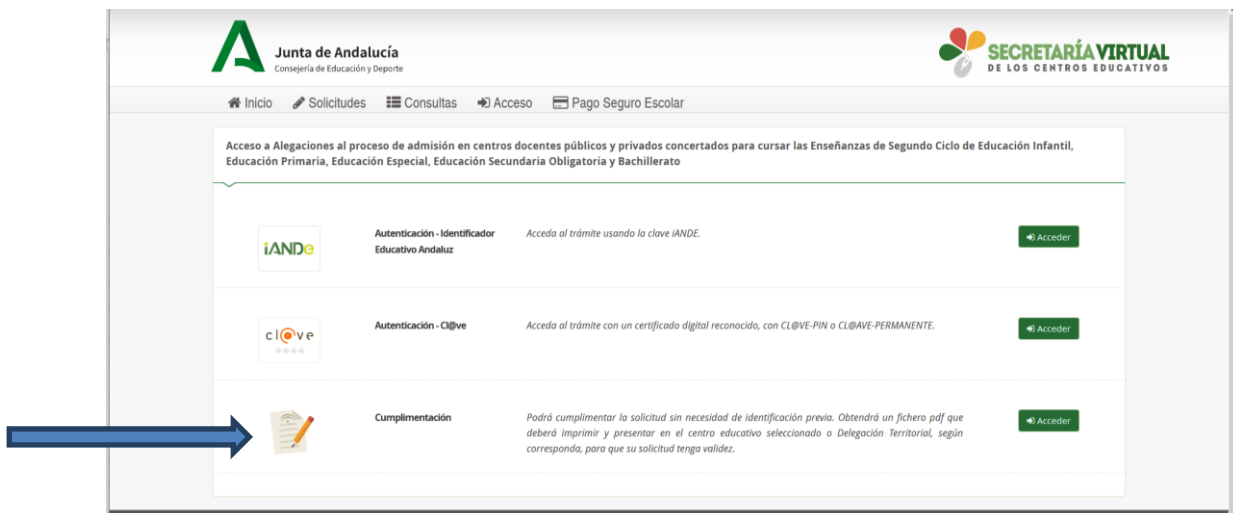 Junta de Andalucía
Consejería de Educación y Deporte
SECRETARÍA VIRTUAL
DE LOS CENTROS EDUCATIVOS
Inicio Solicitudes Consultas Acceso Pago Seguro Escolar
Acceso a Alegaciones al proceso de admisión en centros docentes públicos y privados concertados para cursar las Enseñanzas de Segundo Ciclo de Educación Infantil,
Educación Primaria, Educación Especial, Educación Secundaria Obligatoria y Bachillerato
iANDe
Autenticación - Identificador
Educativo Andaluz
Acceda al trámite usando la clave iANDE.
Acceder
cl@ve
Autenticación - Cl@ve
Acceda al trámite con un certificado digital reconocido, con CL@VE-PIN o CL@AVE-PERMANENTE.
Acceder
Cumplimentación
Podrá cumplimentar la solicitud sin necesidad de identificación previa. Obtendrá un fichero pdf que
deberá imprimir y presentar en el centro educativo seleccionado o Delegación Territorial, según
corresponda, para que su solicitud tenga validez.
Acceder